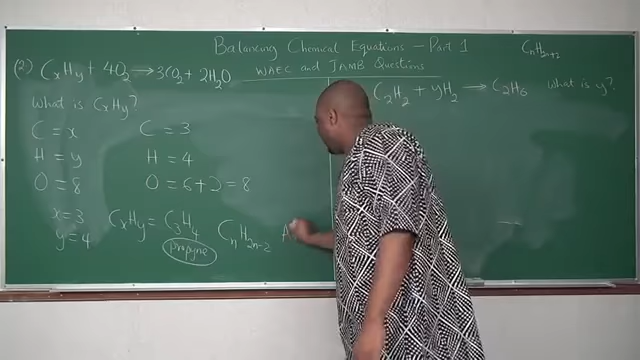 Balancing Chemical Equations - Part 1
WAEC and JAMB Questions
CnH2n+2
(2) CxHy + 4O2 → 3CO2 + 2H2O
What is CxHy?
C = x C = 3
H = y H = 4
O = 8 O = 6+2 = 8
x = 3
y = 4
CxHy = C3H4
propyne
CnH2n-2
A
C2H2 + yH2 → C2H6 what is y?